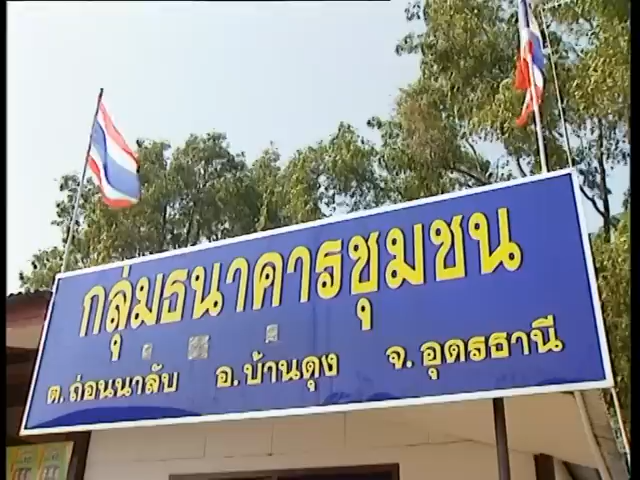 กลุ่มธนาคารชุมชน
ต.ถ่อนนาลับ อ.บ้านดุง จ.อุดรธานี